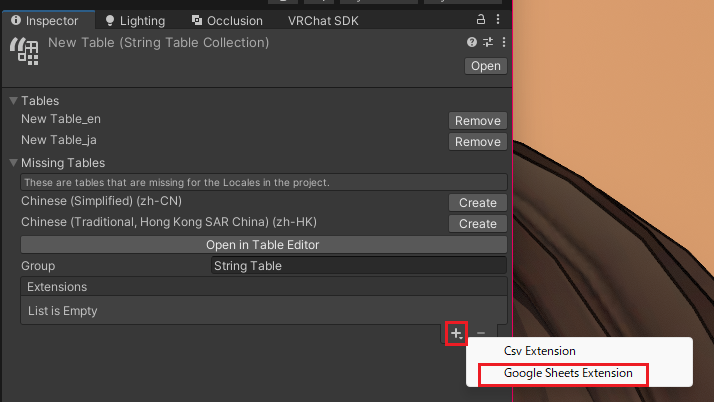 Inspector
Lighting
Occlusion
VRChat SDK
New Table (String Table Collection)
Open
Tables
New Table_en
Remove
New Table_ja
Remove
Missing Tables
These are tables that are missing for the Locales in the project.
Chinese (Simplified) (zh-CN)
Create
Chinese (Traditional, Hong Kong SAR China) (zh-HK)
Create
Open in Table Editor
Group
String Table
Extensions
List is Empty
Csv Extension
Google Sheets Extension